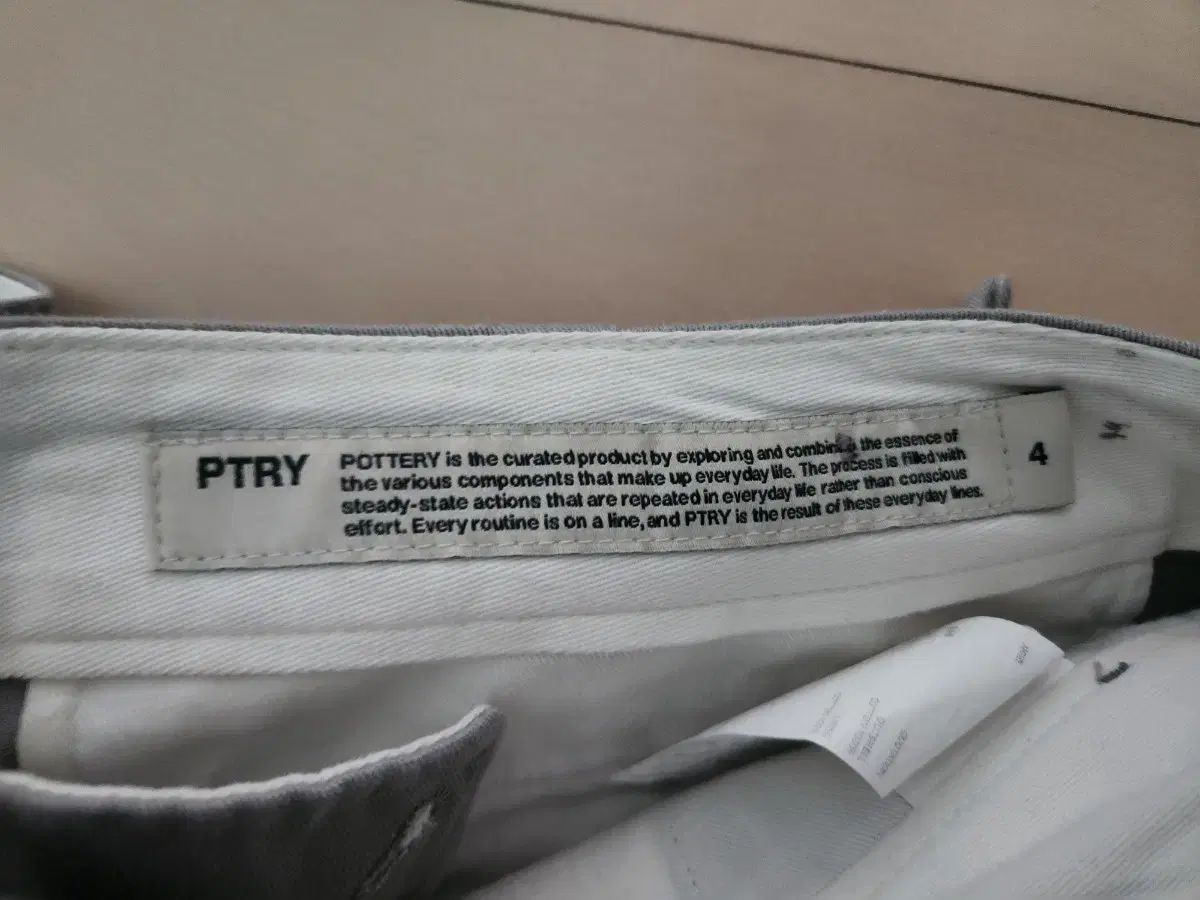 PTRY
POTTERY is the curated product by exploring and combining the essence of
the various components that make up everyday life. The process is filled with
steady-state actions that are repeated in everyday life rather than conscious
effort. Every routine is on a line, and PTRY is the result of these everyday lines.
4